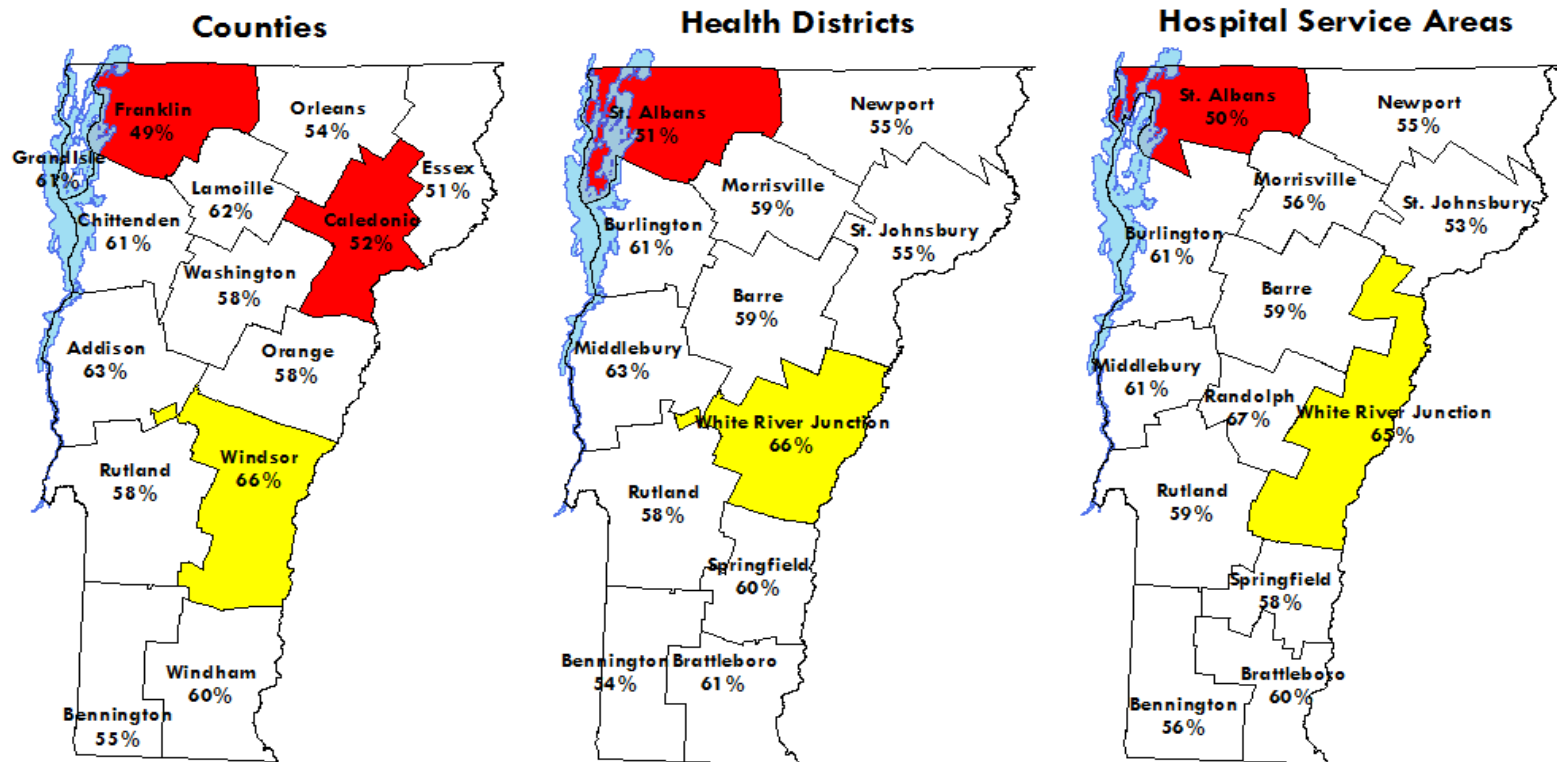 Counties
Franklin
49%
Orleans
54%
GrandIsle
61%
Essex
51%
Lamoille
62%
Chittenden
61%
Caledonia
52%
Washington
58%
Addison
63%
Orange
58%
Windsor
66%
Rutland
58%
Windham
60%
Bennington
55%
Health Districts
St. Albans
51%
Newport
55%
Morrisville
59%
Burlington
61%
St. Johnsbury
55%
Barre
59%
Middlebury
63%
White River Junction
66%
Rutland
58%
Springfield
60%
Bennington
54%
Brattleboro
61%
Hospital Service Areas
St. Albans
50%
Newport
55%
Morrisville
56%
St. Johnsbury
53%
Burlington
61%
Barre
59%
Middlebury
61%
Randolph
67%
White River Junction
65%
Rutland
59%
Springfield
58%
Brattleboro
60%
Bennington
56%